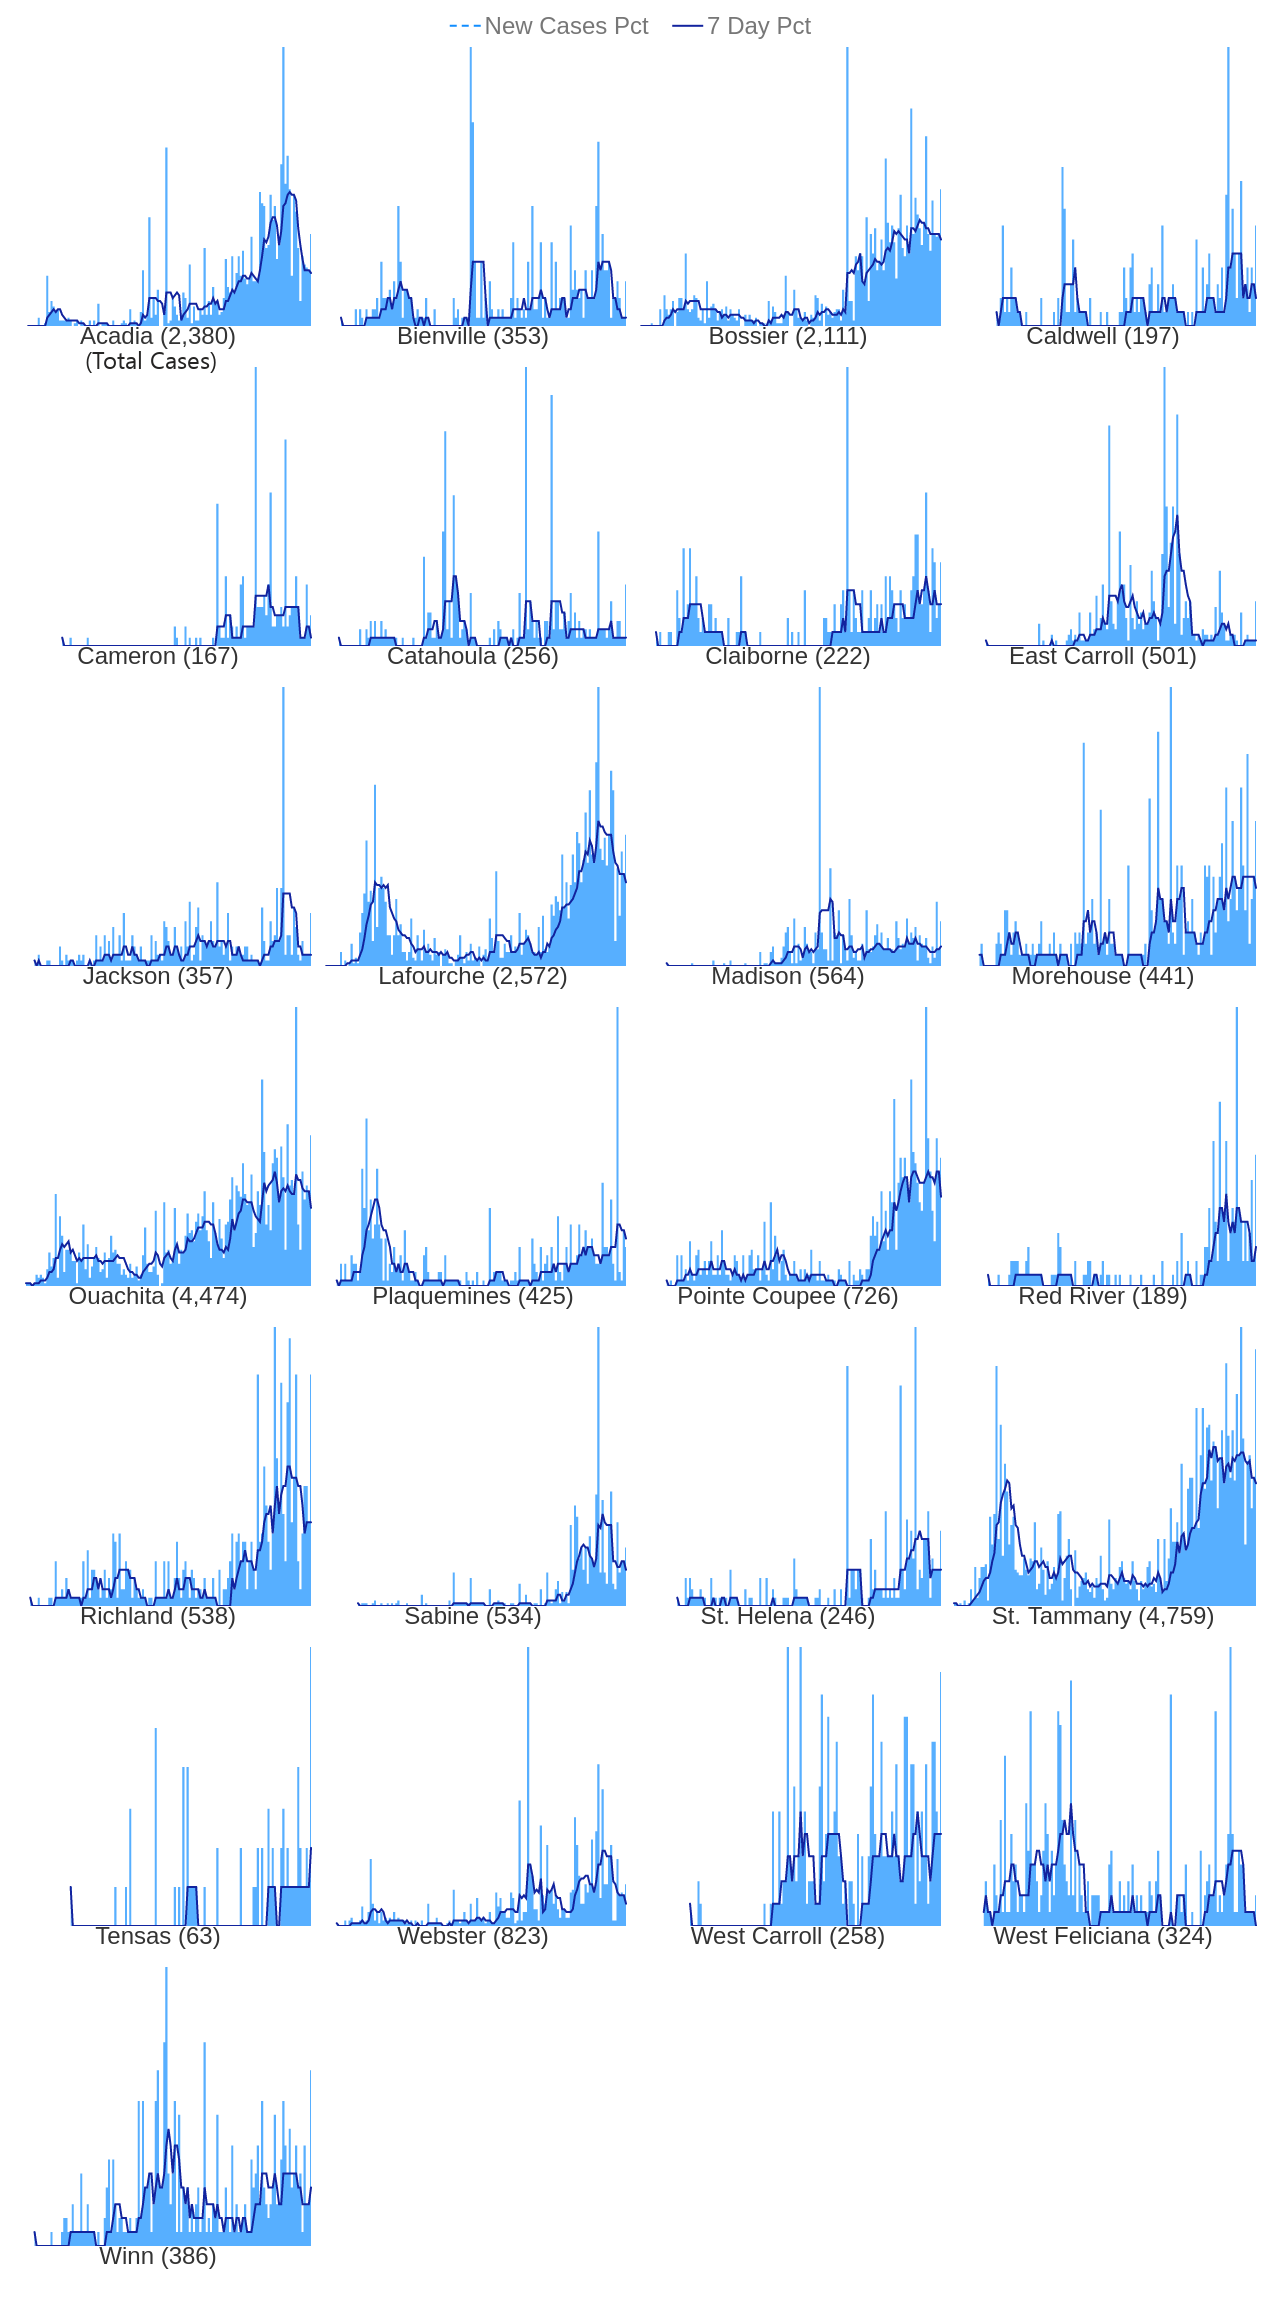 New Cases Pct 7 Day Pct
Acadia (2,380) Bienville (353) Bossier (2,111) Caldwell (197)
(Total Cases)
Cameron (167) Catahoula (256) Claiborne (222) East Carroll (501)
Jackson (357) Lafourche (2,572) Madison (564) Morehouse (441)
Ouachita (4,474) Plaquemines (425) Pointe Coupee (726) Red River (189)
Richland (538) Sabine (534) St. Helena (246) St. Tammany (4,759)
Tensas (63) Webster (823) West Carroll (258) West Feliciana (324)
Winn (386)